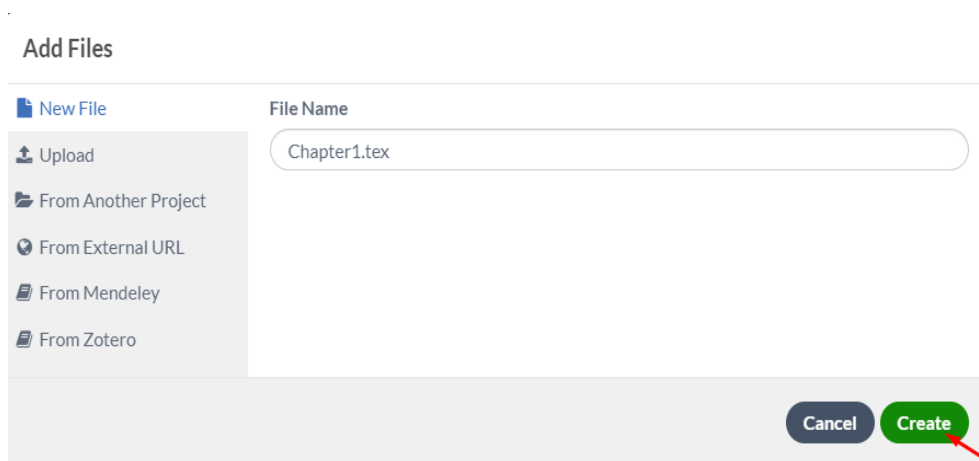 Add Files
New File
File Name
Upload
Chapter1.tex
From Another Project
From External URL
From Mendeley
From Zotero
Cancel
Create